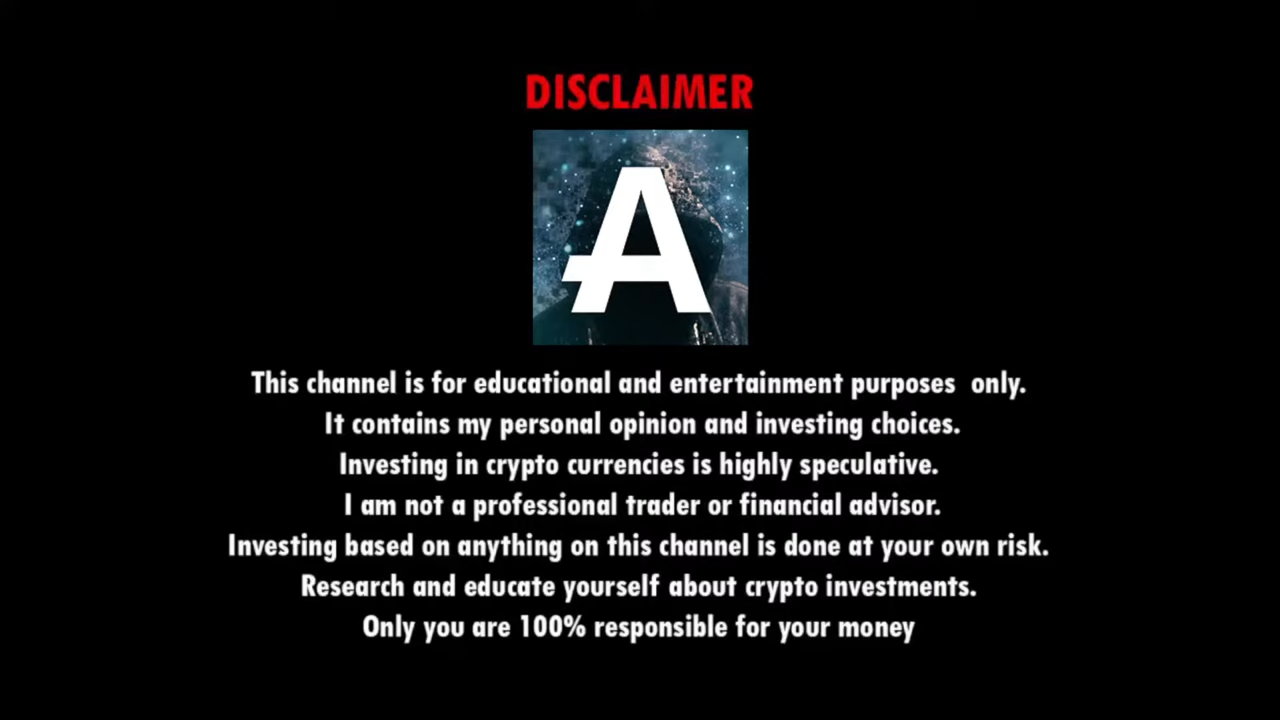 DISCLAIMER
A
This channel is for educational and entertainment purposes only.
It contains my personal opinion and investing choices.
Investing in crypto currencies is highly speculative.
I am not a professional trader or financial advisor.
Investing based on anything on this channel is done at your own risk.
Research and educate yourself about crypto investments.
Only you are 100% responsible for your money